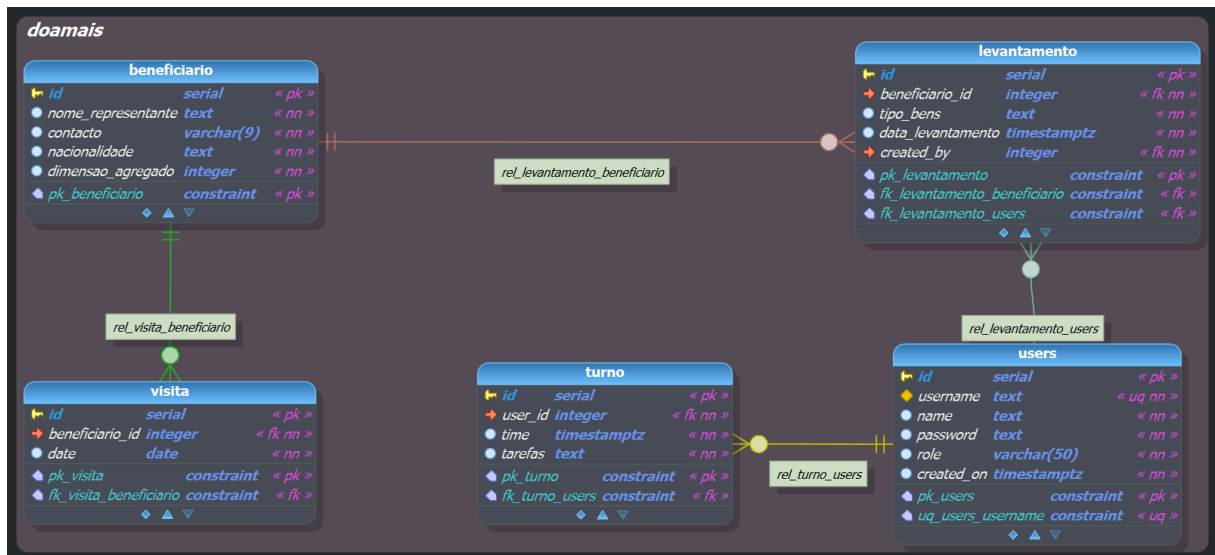 doamais
beneficiario
id serial « pk »
nome_representante text « nn »
contacto varchar(9) « nn »
nacionalidade text « nn »
dimensao_agregado integer « nn »
pk_beneficiario constraint « pk »
levantamento
id serial « pk »
beneficiario_id integer « fk nn »
tipo_bens text « nn »
data_levantamento timestamptz « nn »
created_by integer « fk nn »
pk_levantamento constraint « pk »
fk_levantamento_beneficiario constraint « fk »
fk_levantamento_users constraint « fk »
rel_levantamento_beneficiario
rel_visita_beneficiario
rel_levantamento_users
visita
id serial « pk »
beneficiario_id integer « fk nn »
date date « nn »
pk_visita constraint « pk »
fk_visita_beneficiario constraint « fk »
turno
id serial « pk »
user_id integer « fk nn »
time timestamptz « nn »
tarefas text « nn »
pk_turno constraint « pk »
fk_turno_users constraint « fk »
rel_turno_users
users
id serial « pk »
username text « uq nn »
name text « nn »
password text « nn »
role varchar(50) « nn »
created_on timestamptz « nn »
pk_users constraint « pk »
uq_users_username constraint « uq »